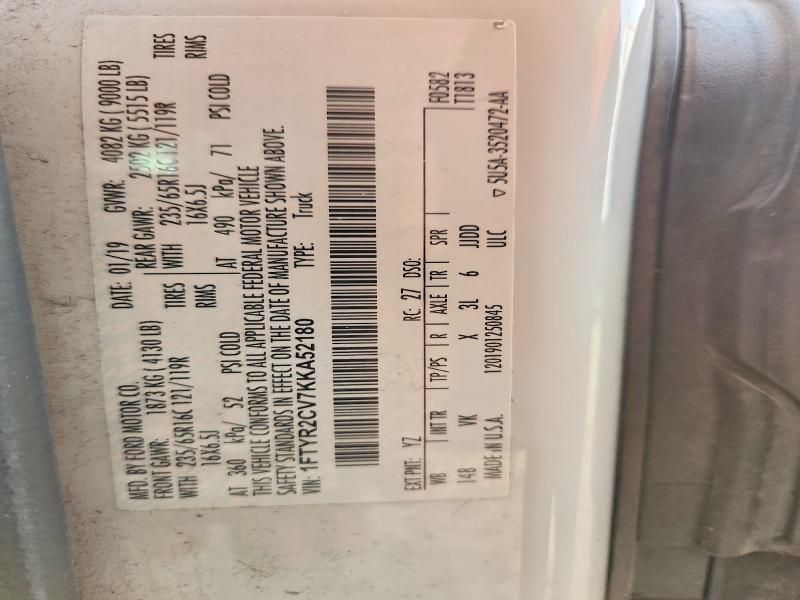 MFD. BY FORD MOTOR CO. DATE: 01/19 GVWR: 4082 KG ( 9000 LB)
FRONT GAWR: 1873 KG ( 4130 LB) REAR GAWR: 2502 KG ( 5515 LB)
WITH 235/65R16C 121/119R TIRES WITH 235/65R16C 121/119R TIRES
16X6.5J RIMS 16X6.5J RIMS
AT 360 kPa/ 52 PSI COLD AT 490 kPa/ 71 PSI COLD
THIS VEHICLE CONFORMS TO ALL APPLICABLE FEDERAL MOTOR VEHICLE
SAFETY STANDARDS IN EFFECT ON THE DATE OF MANUFACTURE SHOWN ABOVE.
VIN: 1FTYR2CV7KKA52180 TYPE: Truck
EXT PNT: YZ RC: 27 DSO: F0582
WB INT TR TP/PS R AXLE TR SPR T1813
148 VK X 3L 6 JJDD
MADE IN U.S.A. 1201901250845 ULC ▽ 5U5A-3520472-AA